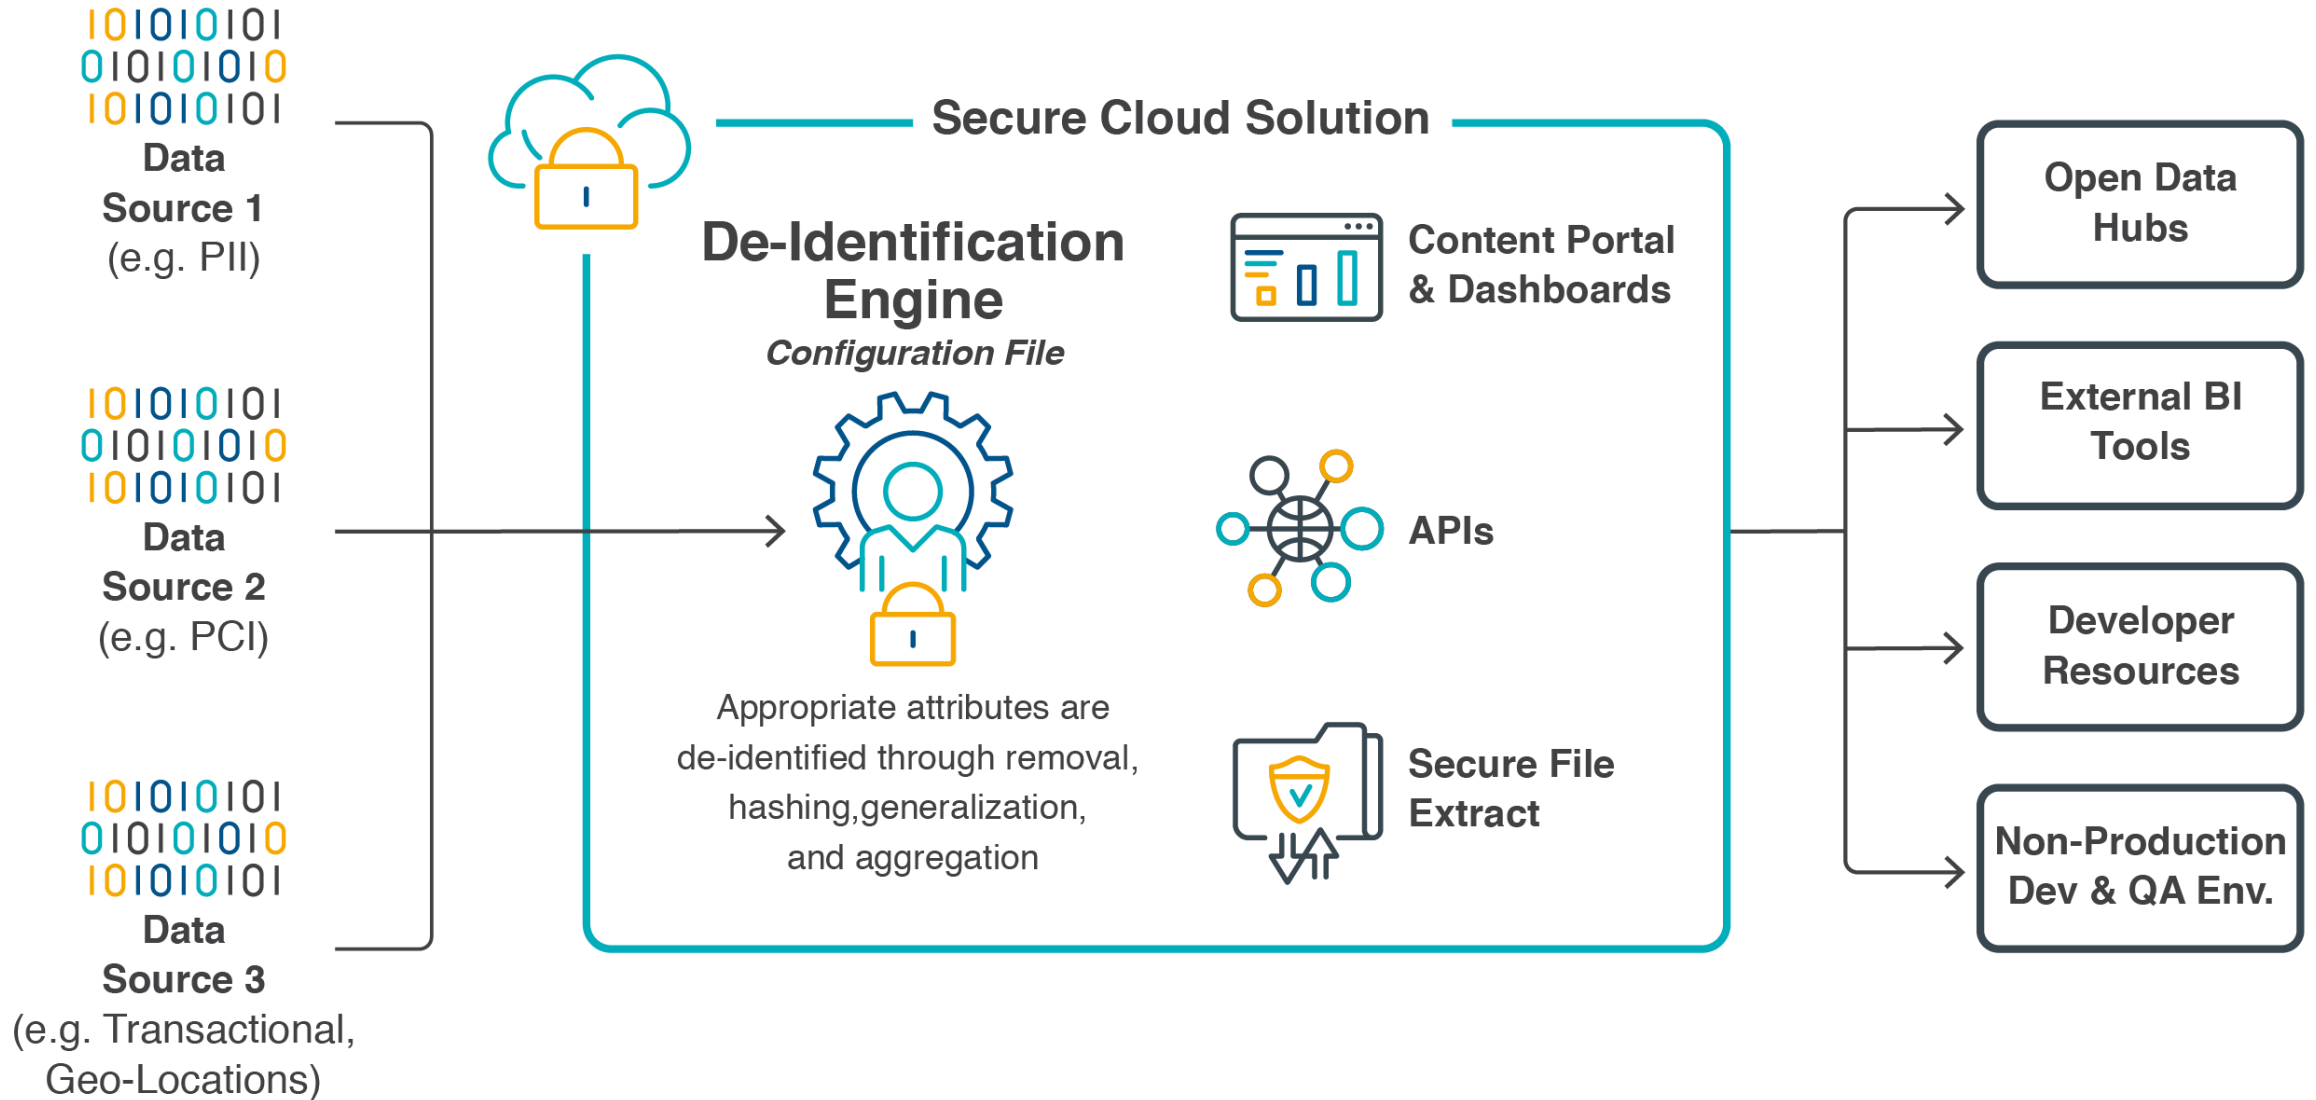 Data
Source 1
(e.g. PII)
Data
Source 2
(e.g. PCI)
Data
Source 3
(e.g. Transactional,
Geo-Locations)
Secure Cloud Solution
De-Identification
Engine
Configuration File
Appropriate attributes are
de-identified through removal,
hashing,generalization,
and aggregation
Content Portal
& Dashboards
APIs
Secure File
Extract
Open Data
Hubs
External BI
Tools
Developer
Resources
Non-Production
Dev & QA Env.